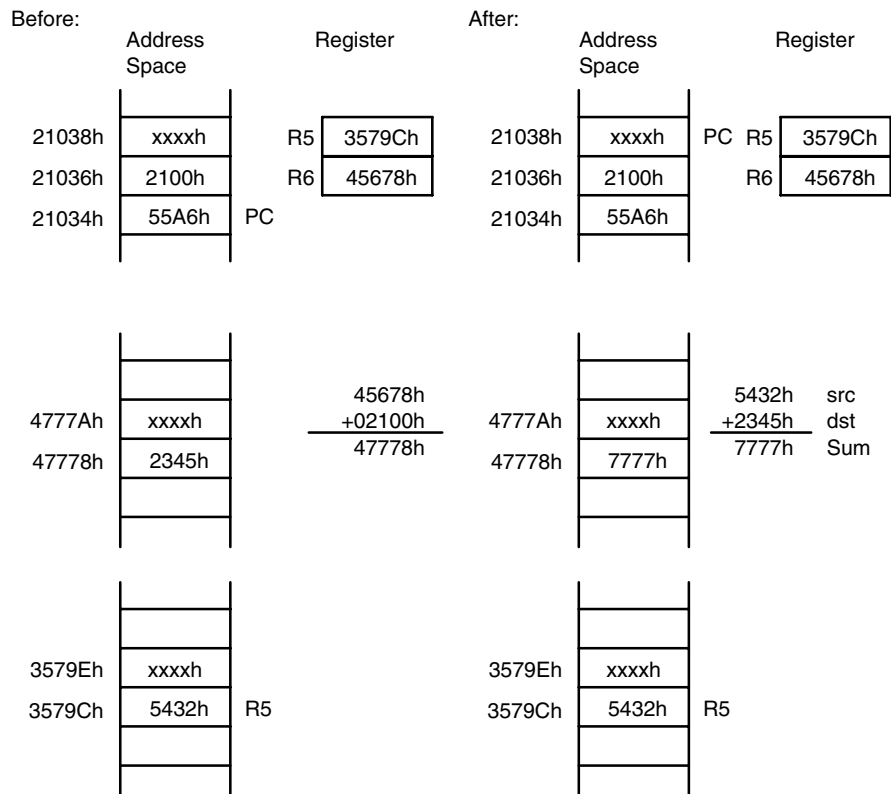 Before:
Address
Space
Register
21038h xxxxh R5 3579Ch
21036h 2100h R6 45678h
21034h 55A6h PC
45678h
4777Ah xxxxh +02100h
47778h 2345h 47778h
3579Eh xxxxh
3579Ch 5432h R5
After:
Address
Space
Register
21038h xxxxh PC R5 3579Ch
21036h 2100h R6 45678h
21034h 55A6h
5432h src
4777Ah xxxxh +2345h dst
47778h 7777h 7777h Sum
3579Eh xxxxh
3579Ch 5432h R5